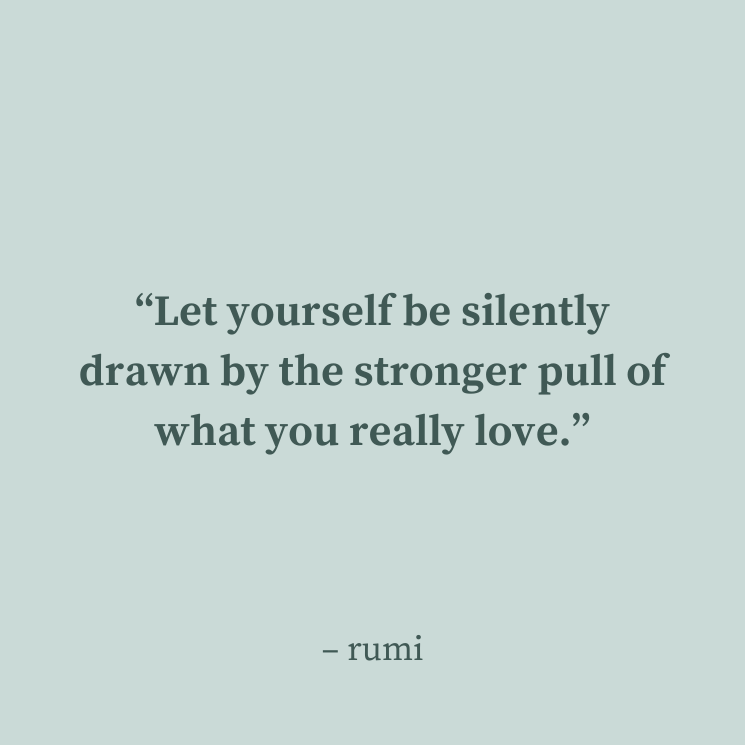 “Let yourself be silently
drawn by the stronger pull of
what you really love.”
– rumi